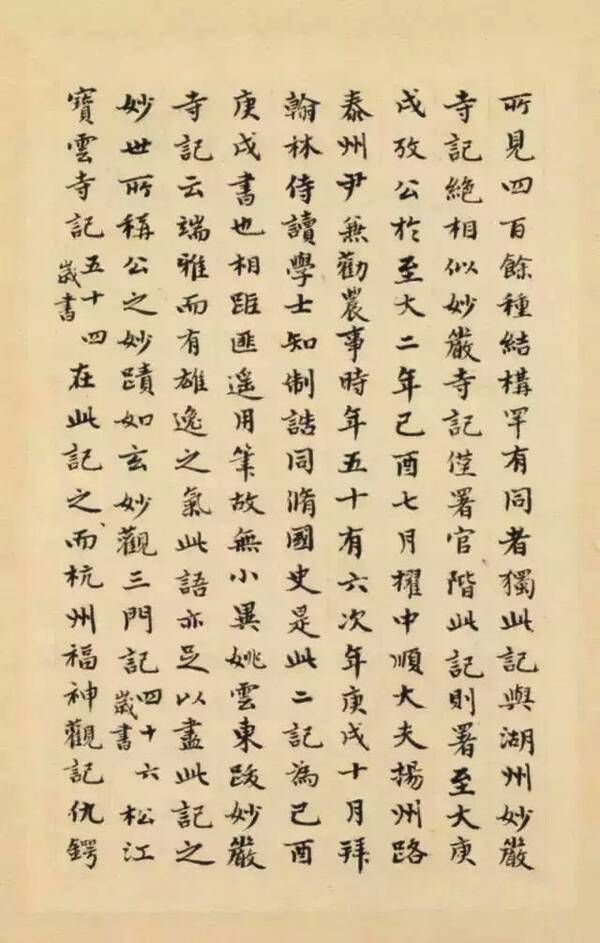 所見四百餘種結構罕有同者獨此記與湖州妙嚴
寺記絕相似妙嚴寺記僅署官階此記則署至大庚
戌攷公於至大二年己酉七月擢中順大夫揚州路
泰州尹兼勸農事時年五十有六次年庚戌十月拜
翰林侍讀學士知制誥同脩國史是此二記為己酉
庚戌書也相距匪遥用筆故無小異姚雲東跋妙嚴
寺記云端雅而有雄逸之氣此語亦足以盡此記之
妙世所稱公之妙蹟如玄妙觀三門記四十六歲書松江
寶雲寺記五十四歲書在此記之而杭州福神觀記仇鍔